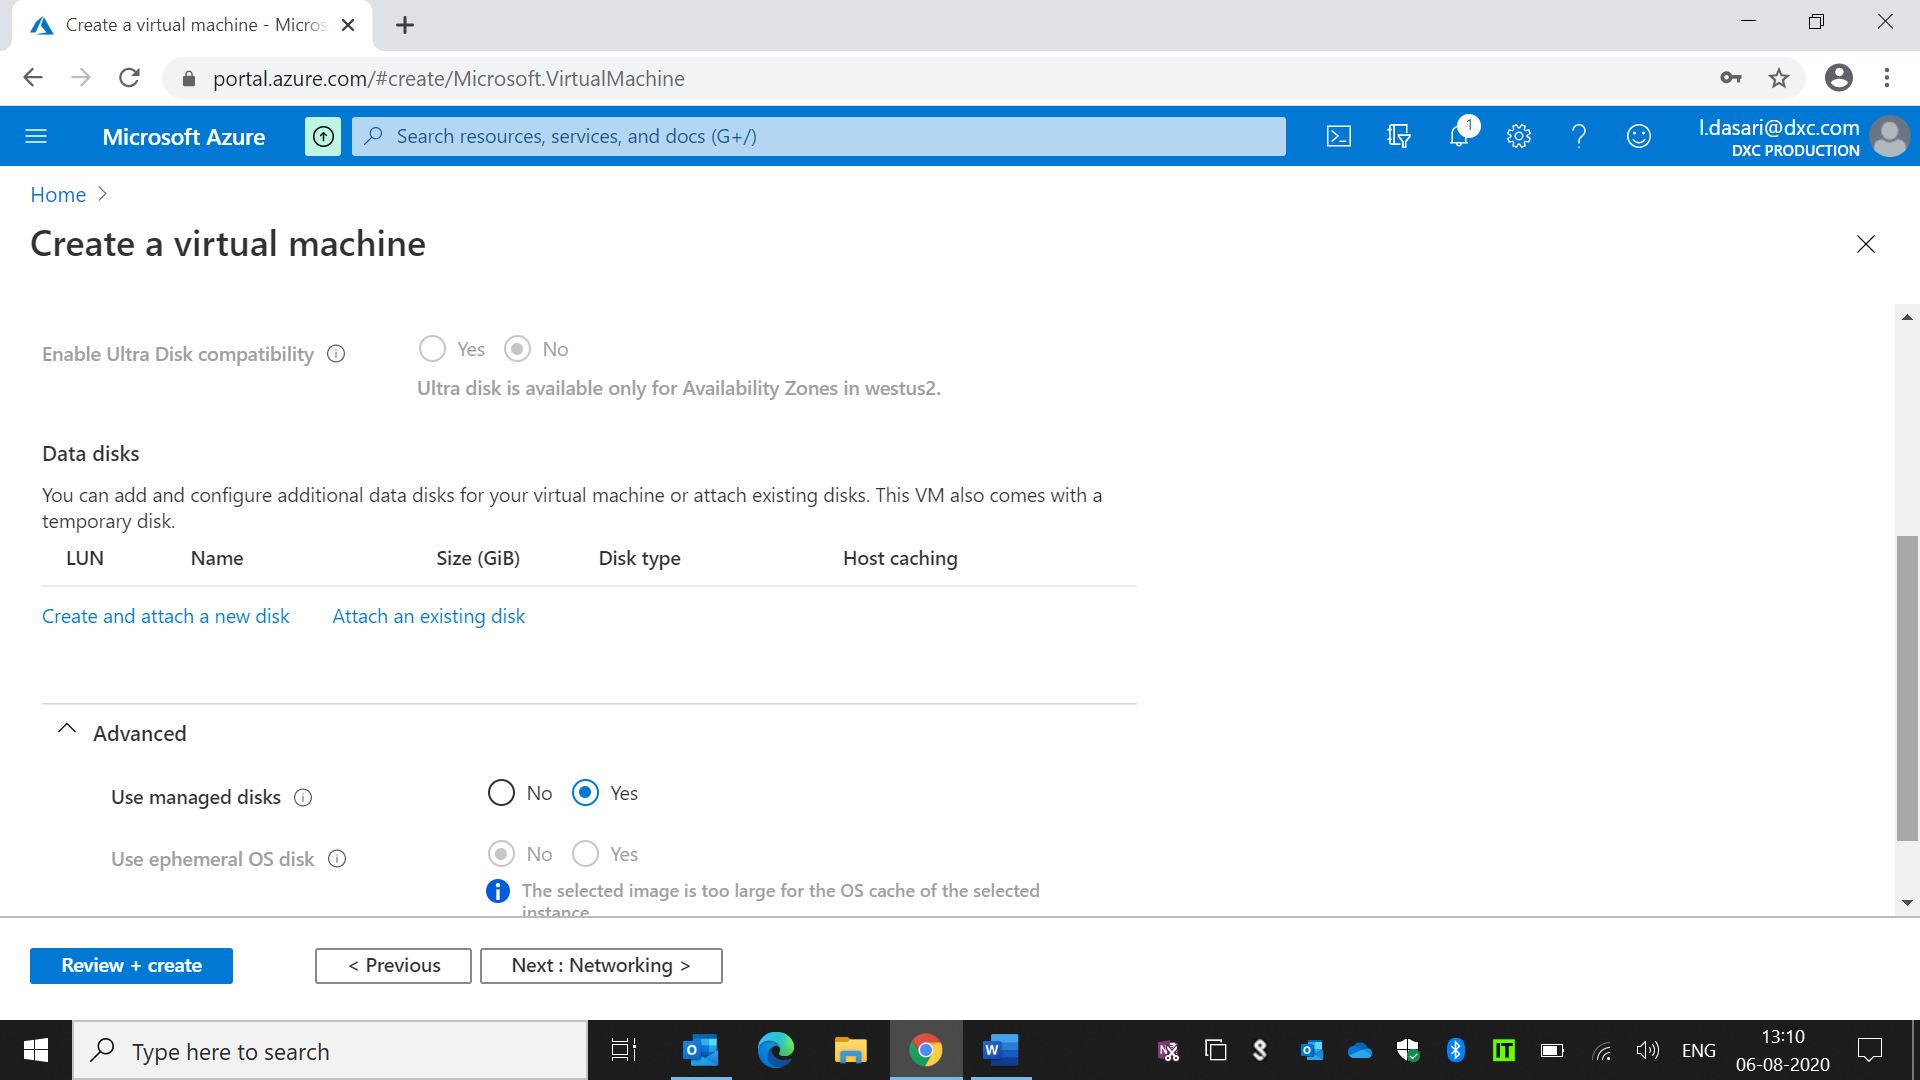 Create a virtual machine - Micros
portal.azure.com/#create/Microsoft.VirtualMachine
Microsoft Azure
Search resources, services, and docs (G+/)
1
l.dasari@dxc.com
DXC PRODUCTION
Home
Create a virtual machine
Enable Ultra Disk compatibility
Yes No
Ultra disk is available only for Availability Zones in westus2.
Data disks
You can add and configure additional data disks for your virtual machine or attach existing disks. This VM also comes with a
temporary disk.
LUN Name Size (GiB) Disk type Host caching
Create and attach a new disk Attach an existing disk
Advanced
Use managed disks No Yes
Use ephemeral OS disk No Yes
The selected image is too large for the OS cache of the selected
instance
Review + create < Previous Next : Networking >
Type here to search
ENG
13:10
06-08-2020